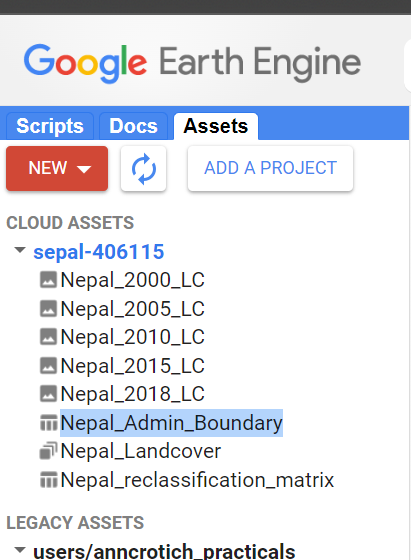 Google Earth Engine
Scripts Docs Assets
NEW ADD A PROJECT
CLOUD ASSETS
sepal-406115
Nepal_2000_LC
Nepal_2005_LC
Nepal_2010_LC
Nepal_2015_LC
Nepal_2018_LC
Nepal_Admin_Boundary
Nepal_Landcover
Nepal_reclassification_matrix
LEGACY ASSETS
users/anncrotich_practicals